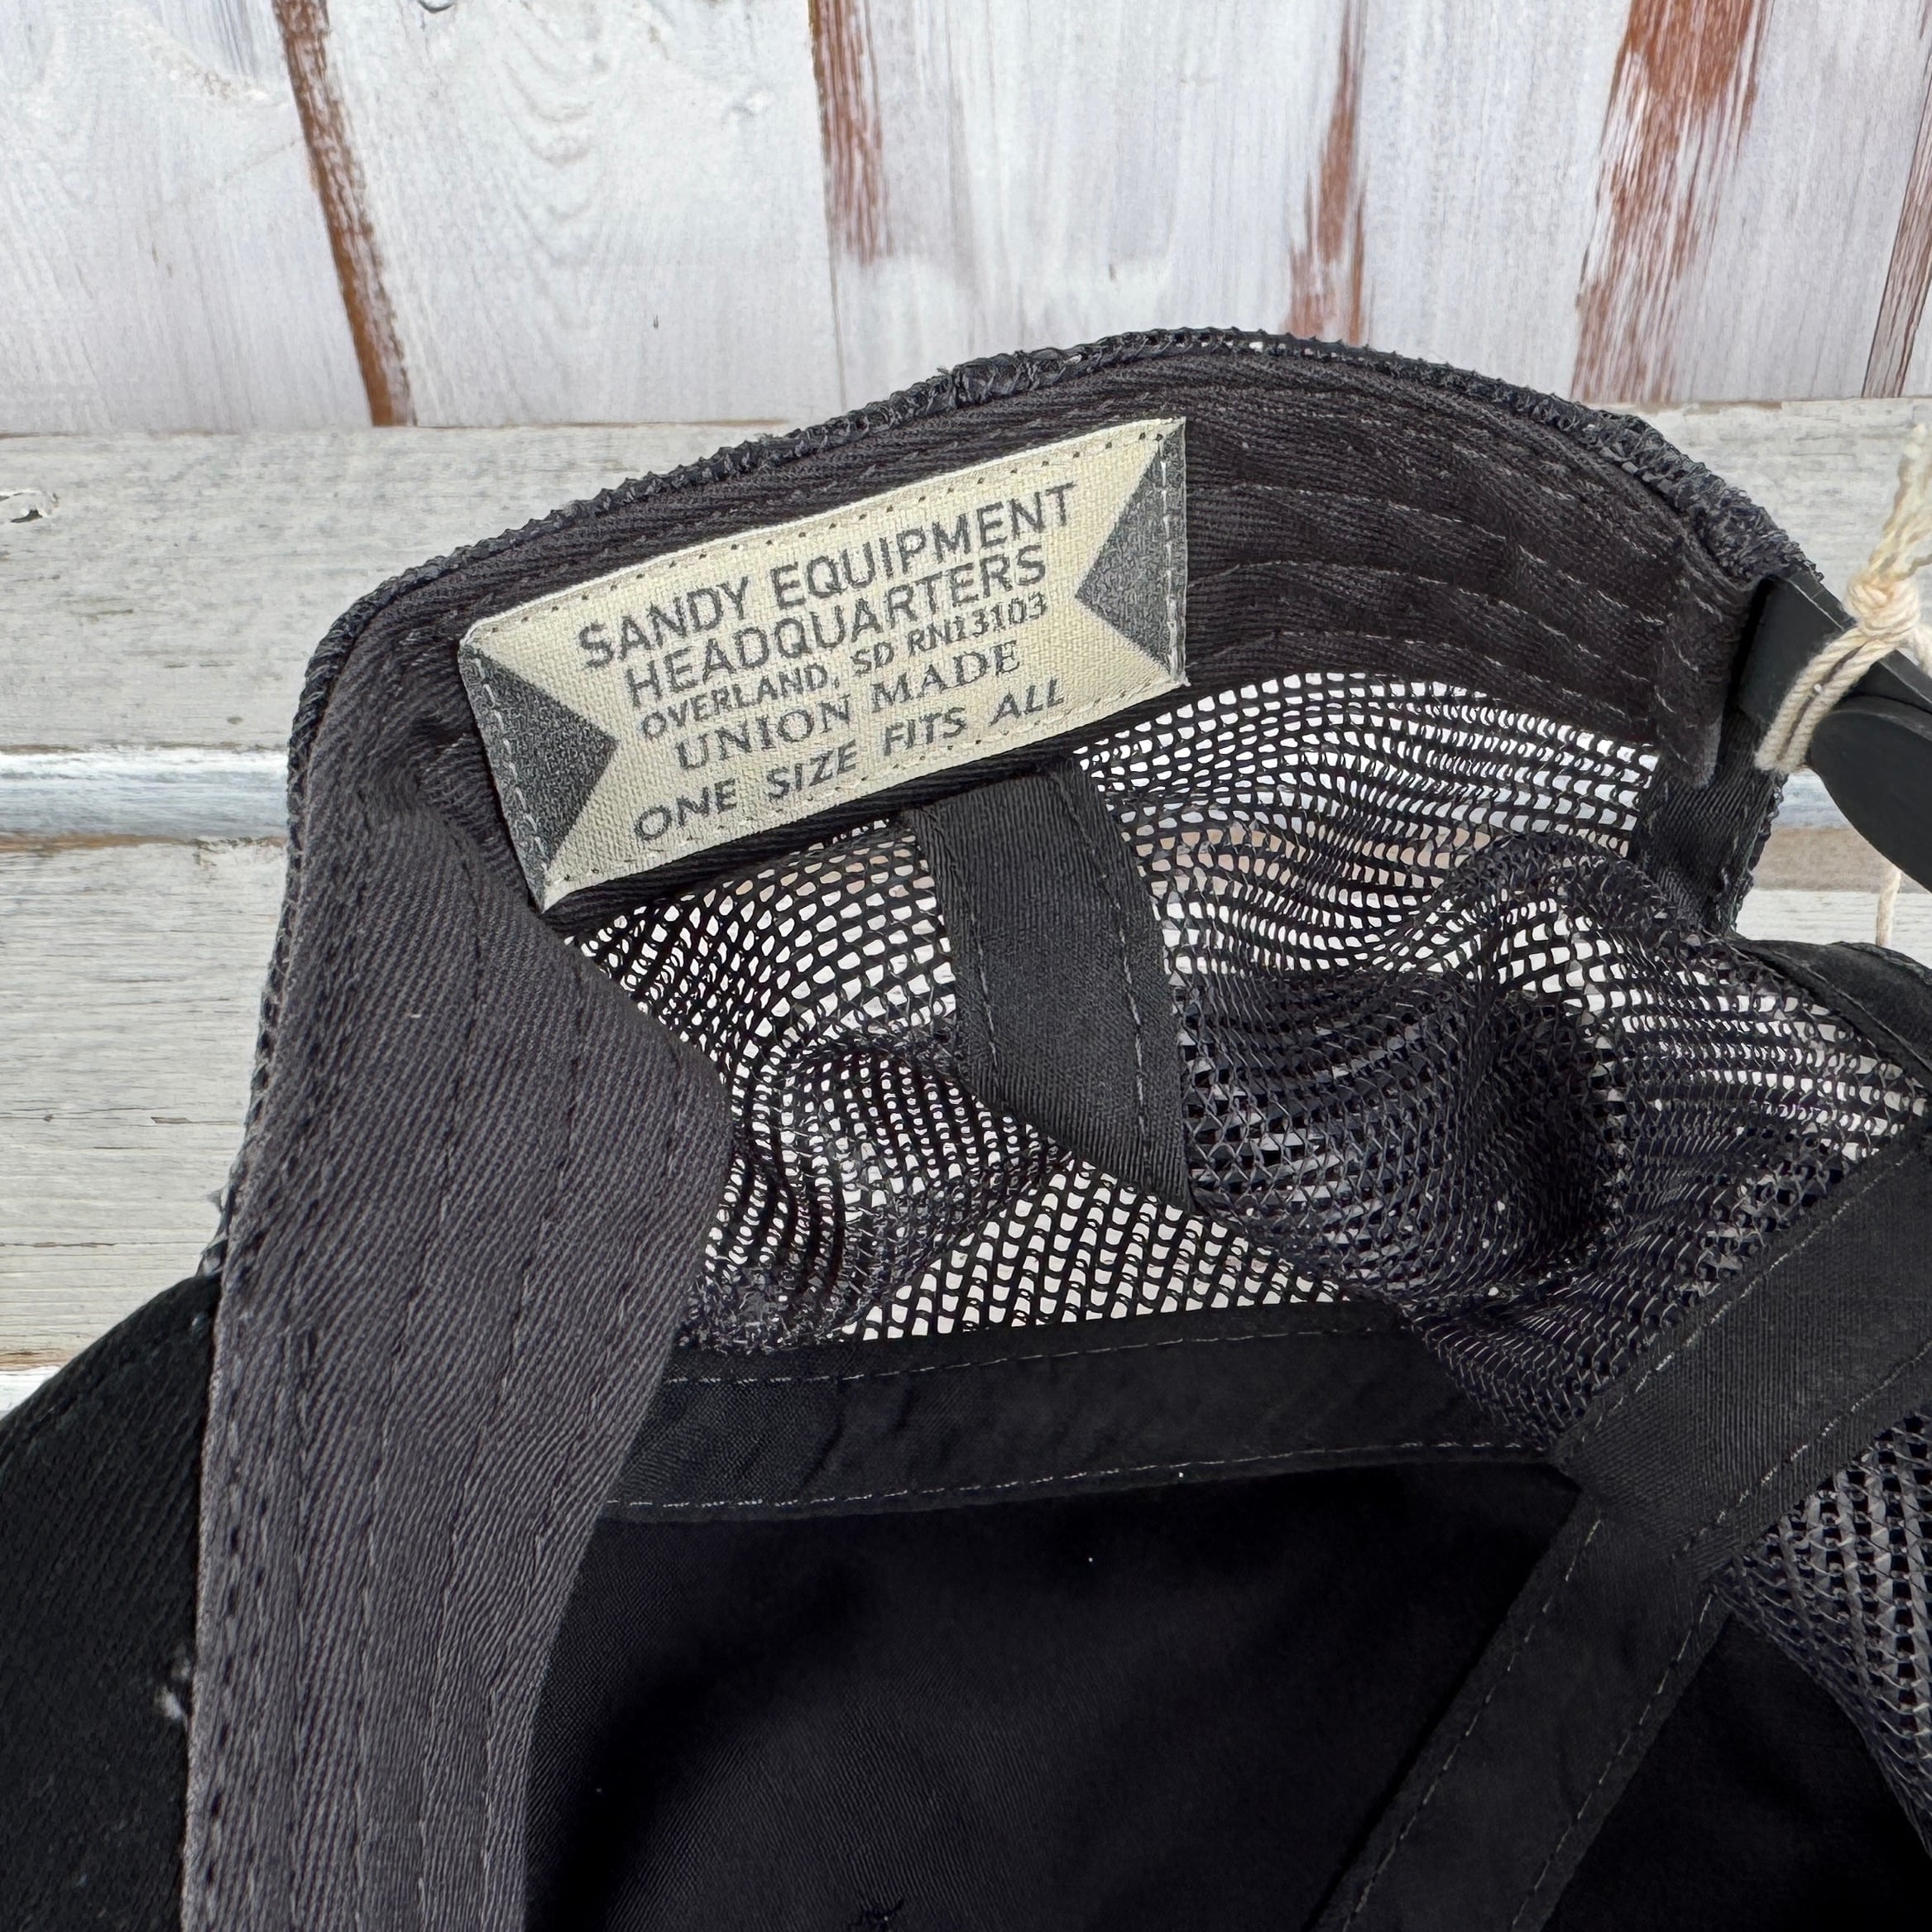 SANDY EQUIPMENT
HEADQUARTERS
OVERLAND, SD RN13103
UNION MADE
ONE SIZE FITS ALL